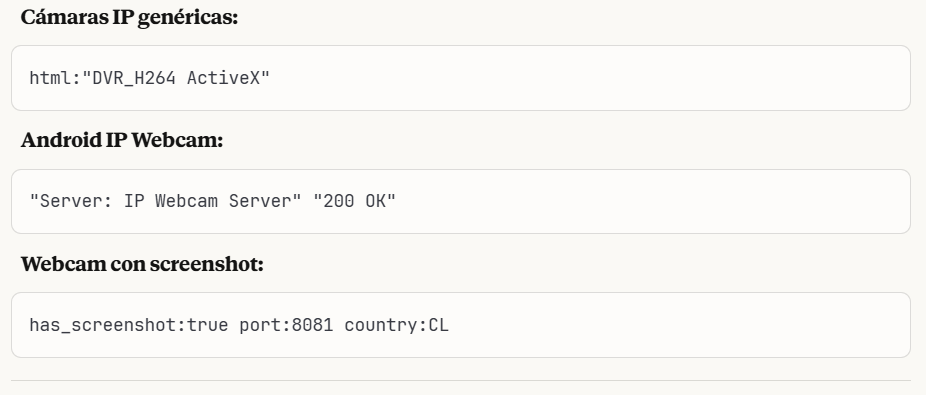 Cámaras IP genéricas:
html:"DVR_H264 ActiveX"
Android IP Webcam:
"Server: IP Webcam Server" "200 OK"
Webcam con screenshot:
has_screenshot:true port:8081 country:CL